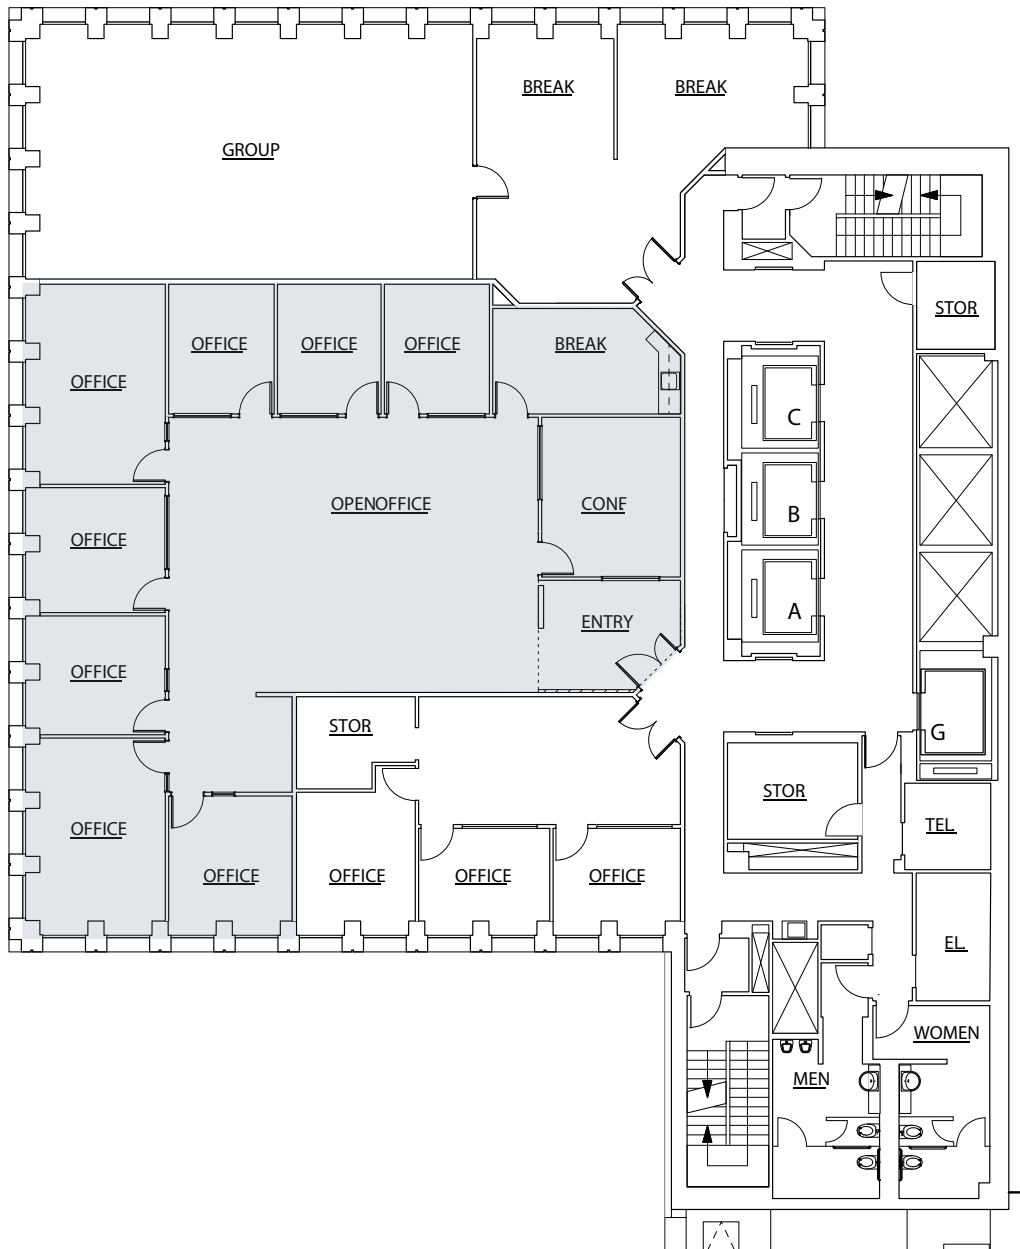 BREAK
BREAK
GROUP
STOR
OFFICE
OFFICE
OFFICE
BREAK
OFFICE
C
OPENOFFICE
CONF
B
OFFICE
A
ENTRY
OFFICE
STOR
G
STOR
OFFICE
TEL.
OFFICE
OFFICE
OFFICE
OFFICE
EL.
WOMEN
MEN